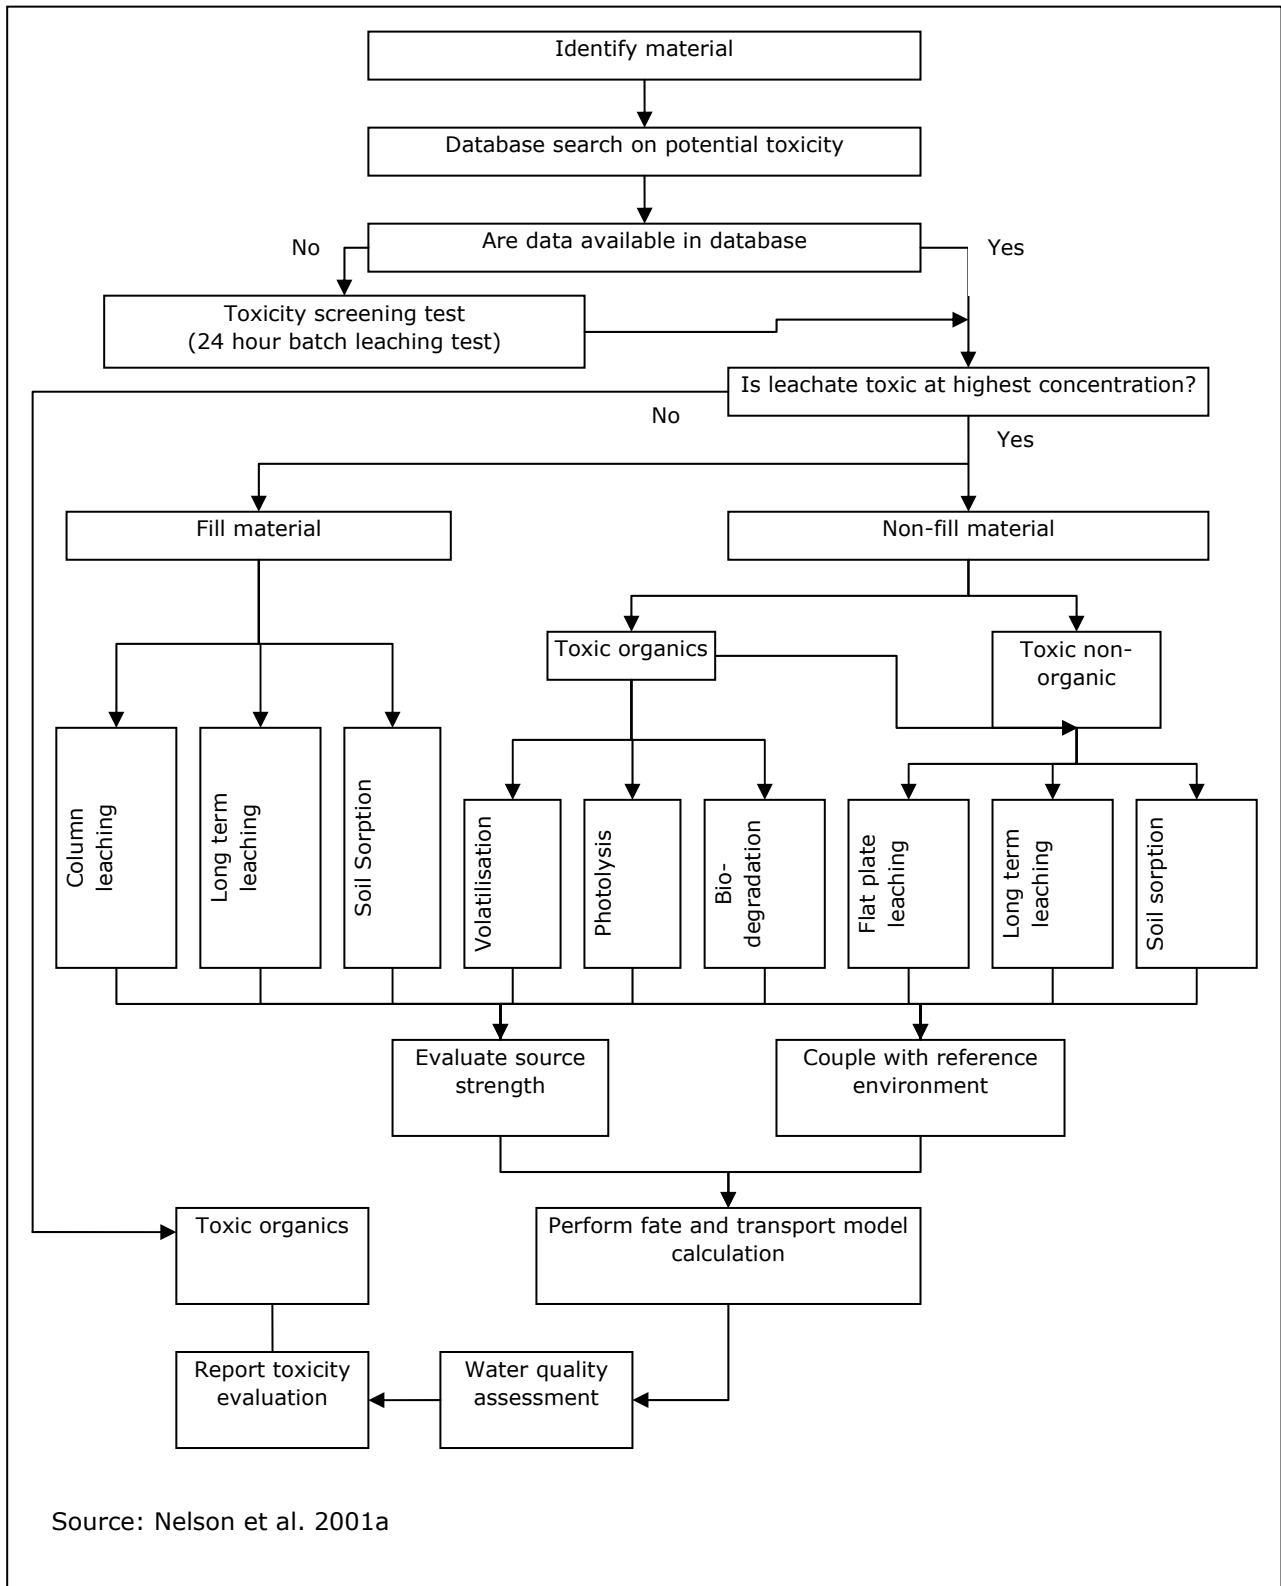 Identify material
Database search on potential toxicity
Are data available in database
No
Yes
Toxicity screening test
(24 hour batch leaching test)
Is leachate toxic at highest concentration?
No
Yes
Fill material
Non-fill material
Toxic organics
Toxic non-
organic
Column
leaching
Long term
leaching
Soil Sorption
Volatilisation
Photolysis
Bio-
degradation
Flat plate
leaching
Long term
leaching
Soil sorption
Evaluate source
strength
Couple with reference
environment
Toxic organics
Perform fate and transport model
calculation
Report toxicity
evaluation
Water quality
assessment
Source: Nelson et al. 2001a